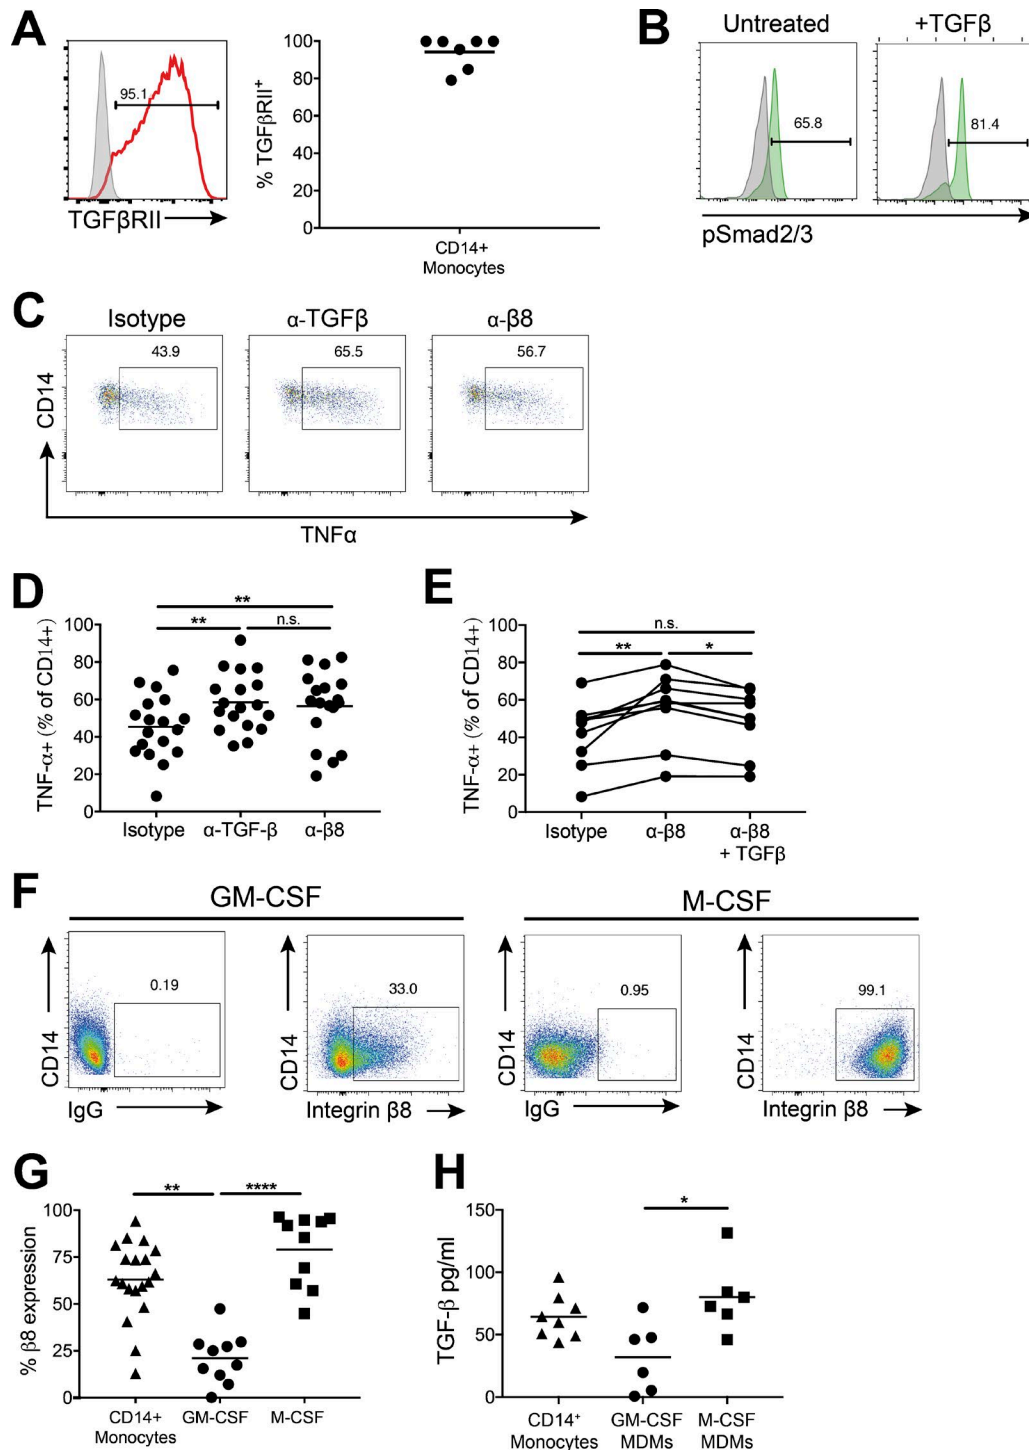 A
95.1
TGFβRII
% TGFβRII⁺
100
80
60
40
20
0
CD14+
Monocytes
B
Untreated
+TGFβ
65.8
81.4
pSmad2/3
C
Isotype
α-TGFβ
α-β8
43.9
65.5
56.7
CD14
TNFα
D
TNF-α+ (% of CD14+)
100
80
60
40
20
0
**
**
n.s.
Isotype
α-TGF-β
α-β8
E
TNF-α+ (% of CD14+)
100
80
60
40
20
0
n.s.
**
*
Isotype
α-β8
α-β8
+ TGFβ
F
GM-CSF
M-CSF
CD14
0.19
IgG
CD14
33.0
Integrin β8
CD14
0.95
IgG
CD14
99.1
Integrin β8
G
% β8 expression
100
75
50
25
0
**
****
CD14+
Monocytes
GM-CSF
M-CSF
H
TGF-β pg/ml
150
100
50
0
*
CD14⁺
Monocytes
GM-CSF
MDMs
M-CSF
MDMs